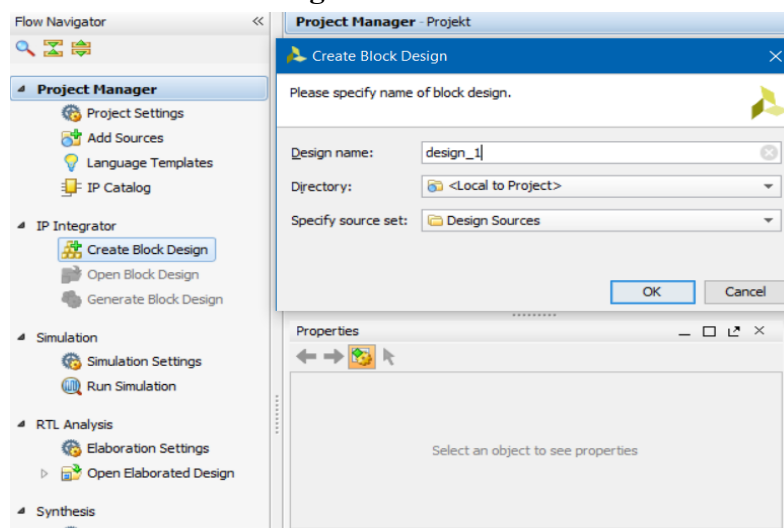 Flow Navigator
Project Manager - Projekt
Create Block Design
Please specify name of block design.
Design name: design_1
Directory: <Local to Project>
Specify source set: Design Sources
OK Cancel
Project Manager
Project Settings
Add Sources
Language Templates
IP Catalog
IP Integrator
Create Block Design
Open Block Design
Generate Block Design
Simulation
Simulation Settings
Run Simulation
RTL Analysis
Elaboration Settings
Open Elaborated Design
Synthesis
Properties
Select an object to see properties